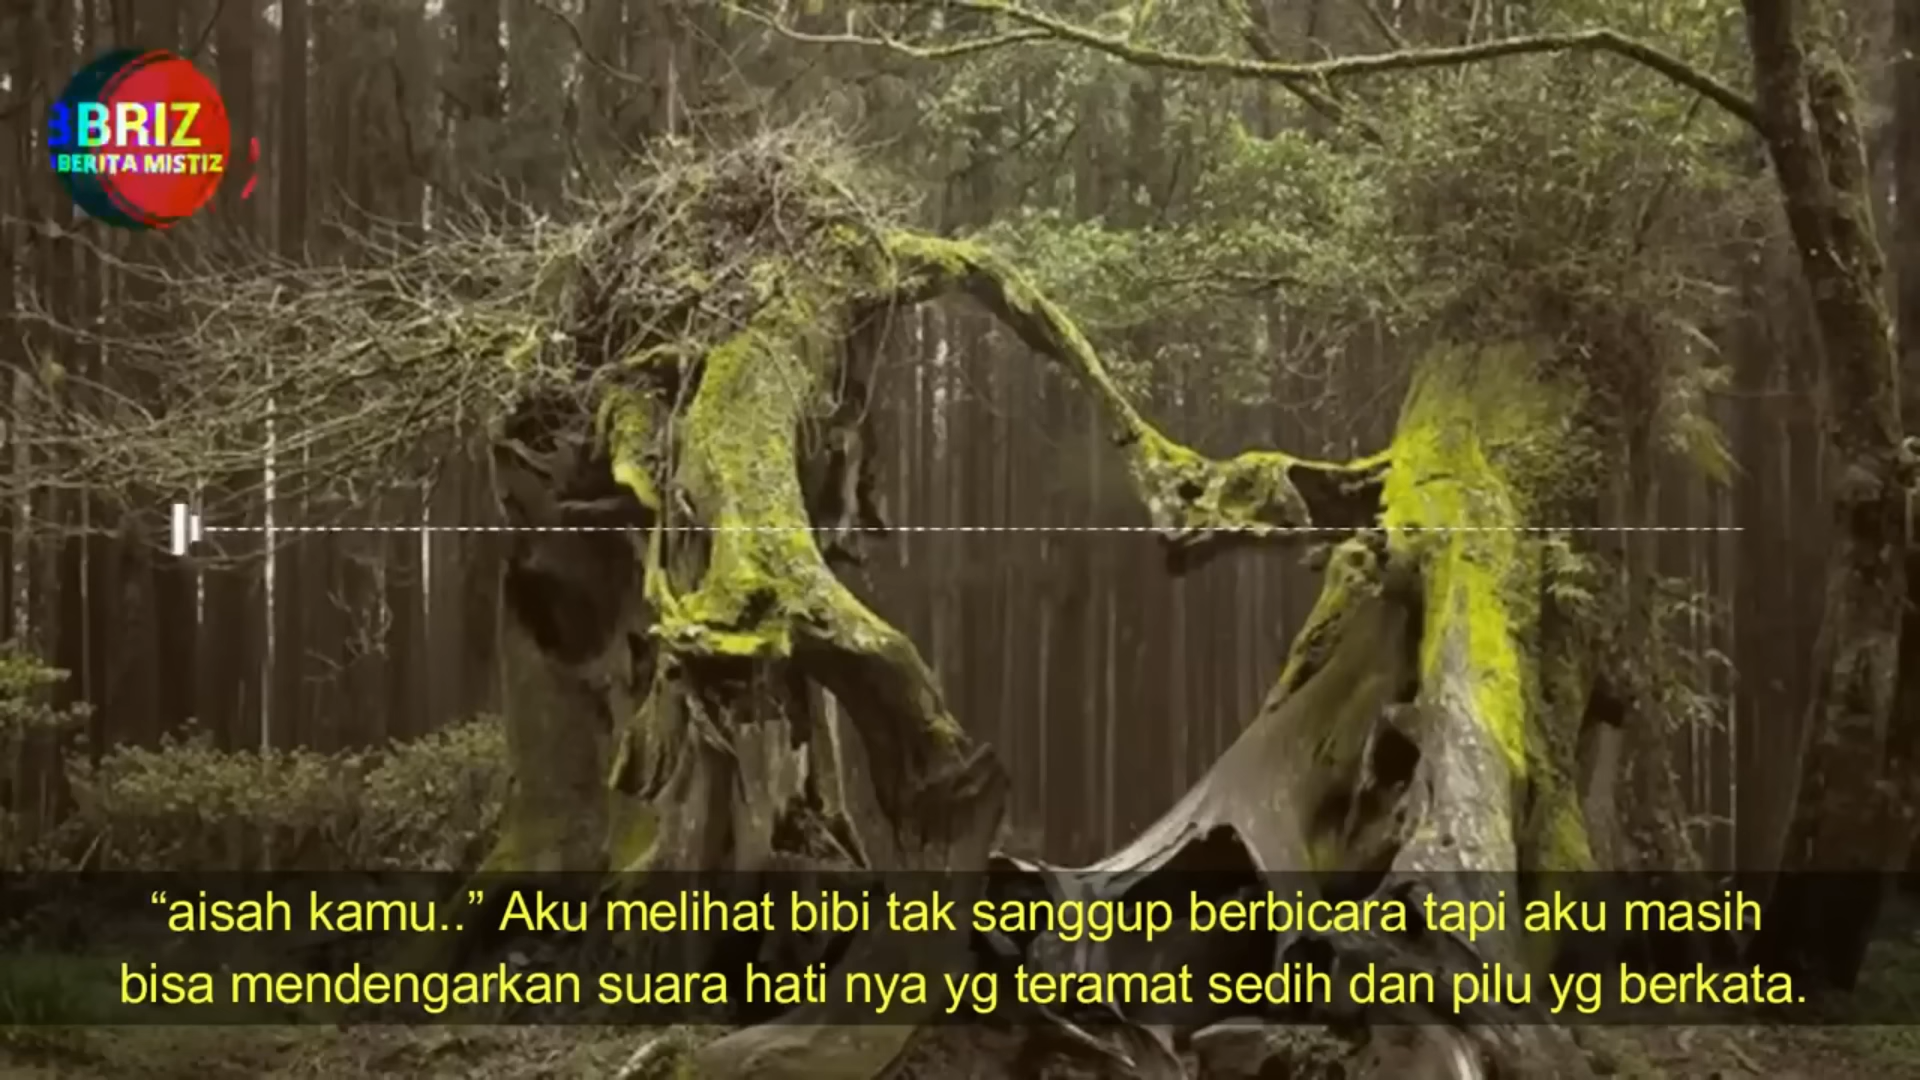 BRIZ
BERITA MISTIZ
“aisah kamu..” Aku melihat bibi tak sanggup berbicara tapi aku masih
bisa mendengarkan suara hati nya yg teramat sedih dan pilu yg berkata.